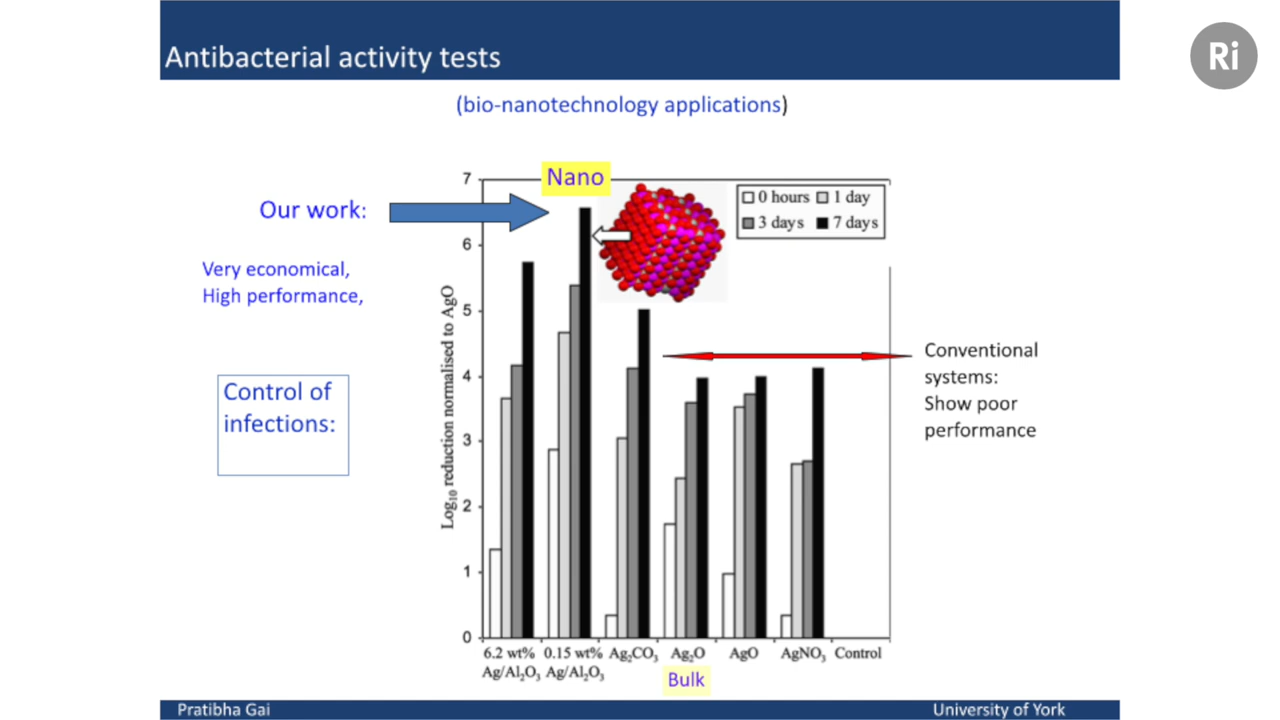 Ri
Antibacterial activity tests
(bio-nanotechnology applications)
Our work:
Very economical,
High performance,
Control of
infections:
Nano
0 hours 1 day
3 days 7 days
Log₁₀ reduction normalised to AgO
7
6
5
4
3
2
1
0
Conventional
systems:
Show poor
performance
6.2 wt% 0.15 wt% Ag₂CO₃ Ag₂O AgO AgNO₃ Control
Ag/Al₂O₃ Ag/Al₂O₃
Bulk
Pratibha Gai University of York